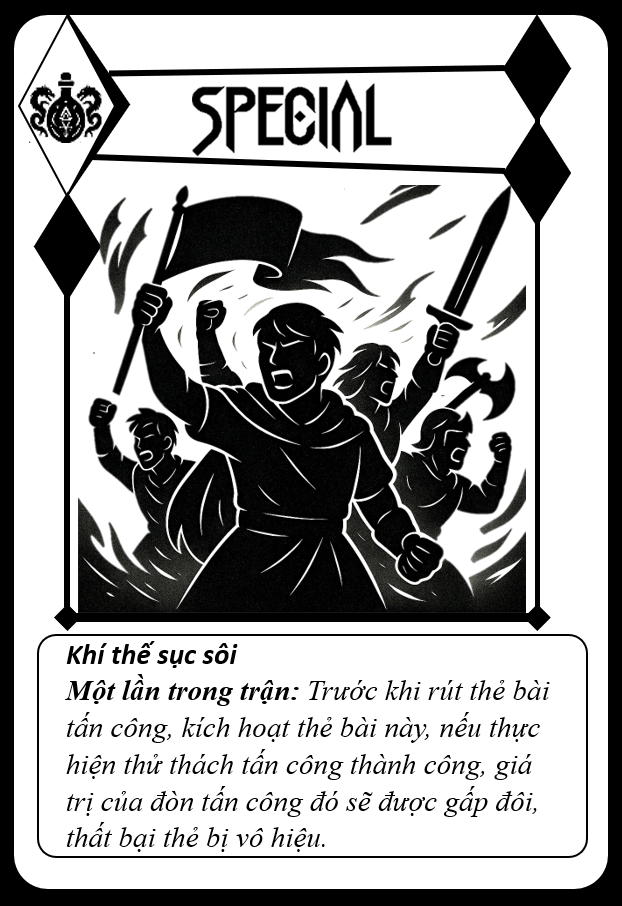 SPECIAL
Khí thế sục sôi
Một lần trong trận: Trước khi rút thẻ bài
tấn công, kích hoạt thẻ bài này, nếu thực
hiện thử thách tấn công thành công, giá
trị của đòn tấn công đó sẽ được gấp đôi,
thất bại thẻ bị vô hiệu.